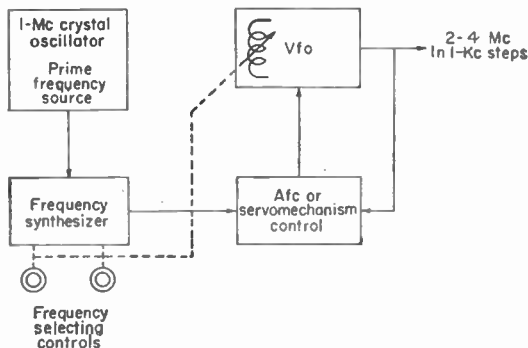 1-Mc crystal
oscillator
Prime
frequency
source
Vfo
2-4 Mc
In 1-Kc steps
Frequency
synthesizer
Afc or
servomechanism
control
Frequency
selecting
controls